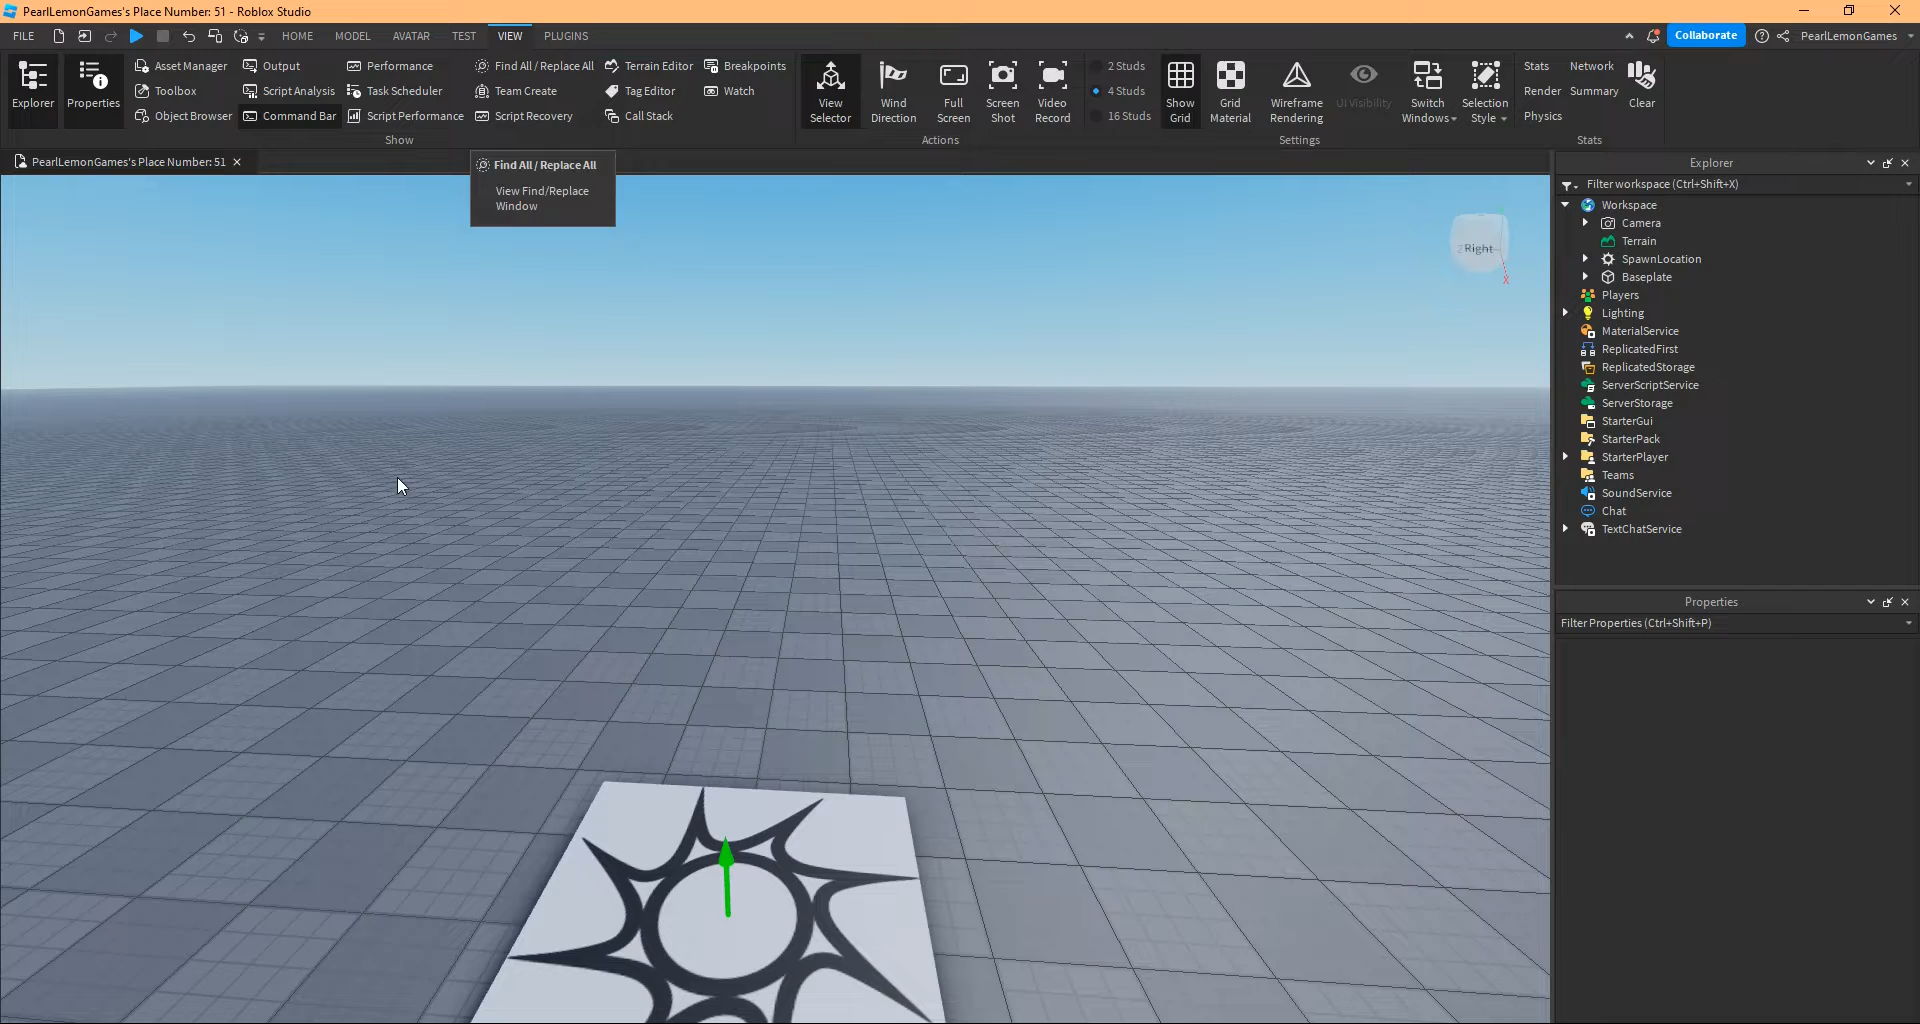 PearlLemonGames's Place Number: 51 - Roblox Studio
FILE HOME MODEL AVATAR TEST VIEW PLUGINS Collaborate PearlLemonGames
Asset Manager Output Performance Find All / Replace All Terrain Editor Breakpoints 2 Studs Stats Network
Toolbox Script Analysis Task Scheduler Team Create Tag Editor Watch 4 Studs Render Summary
Object Browser Command Bar Script Performance Script Recovery Call Stack 16 Studs Physics
Explorer
Properties
View
Selector
Wind
Direction
Full
Screen
Screen
Shot
Video
Record
Show
Grid
Grid
Material
Wireframe
Rendering
UI Visibility
Switch
Windows
Selection
Style
Clear
Show Actions Settings Stats
PearlLemonGames's Place Number: 51
Find All / Replace All
View Find/Replace
Window
Right
X
Explorer
Filter workspace (Ctrl+Shift+X)
Workspace
Camera
Terrain
SpawnLocation
Baseplate
Players
Lighting
MaterialService
ReplicatedFirst
ReplicatedStorage
ServerScriptService
ServerStorage
StarterGui
StarterPack
StarterPlayer
Teams
SoundService
Chat
TextChatService
Properties
Filter Properties (Ctrl+Shift+P)